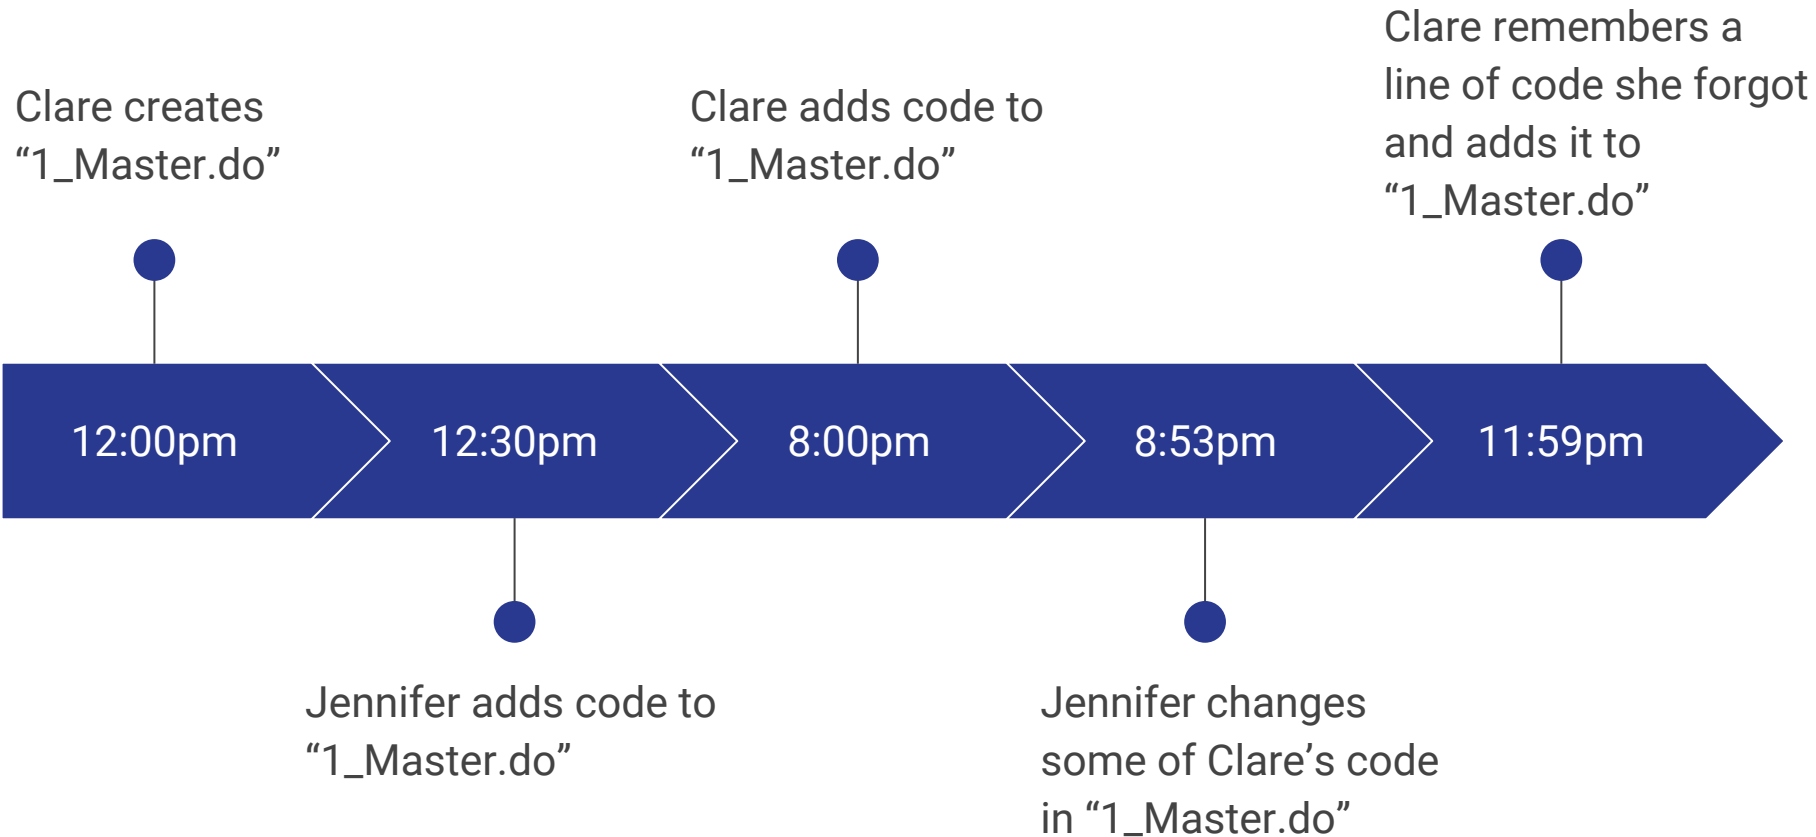 Clare creates
“1_Master.do”
Clare adds code to
“1_Master.do”
Clare remembers a
line of code she forgot
and adds it to
“1_Master.do”
12:00pm
12:30pm
8:00pm
8:53pm
11:59pm
Jennifer adds code to
“1_Master.do”
Jennifer changes
some of Clare’s code
in “1_Master.do”